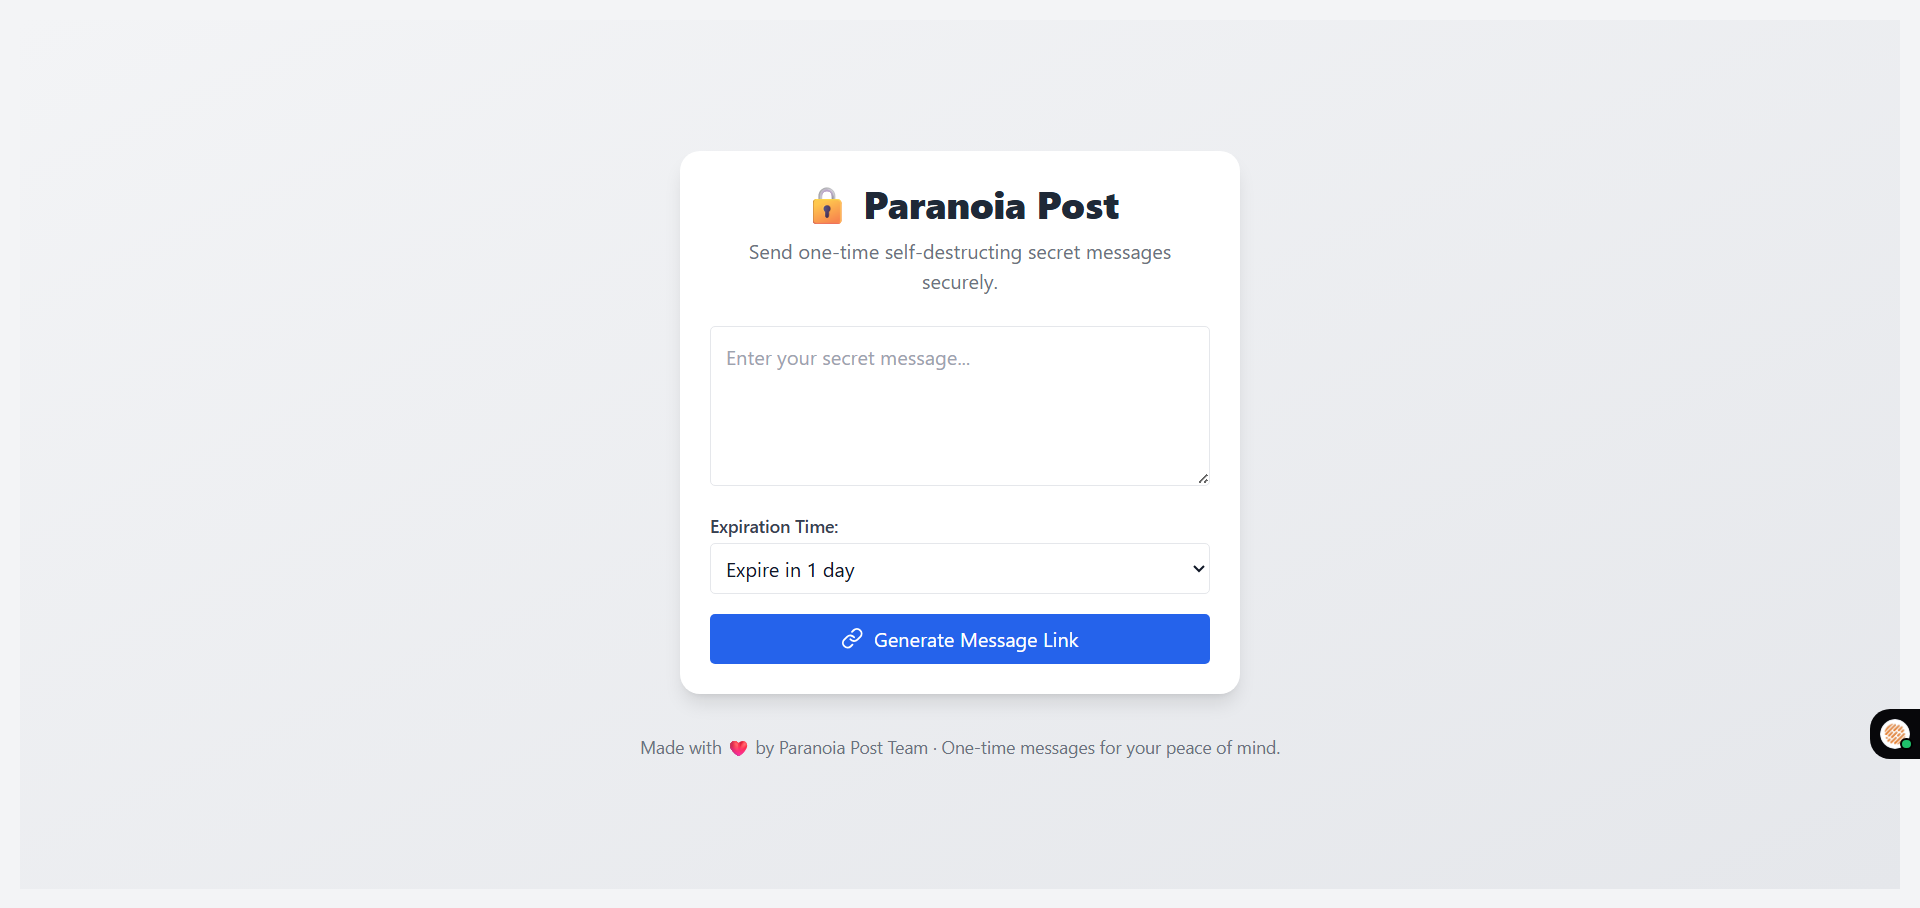 🔒 Paranoia Post
Send one-time self-destructing secret messages
securely.
Enter your secret message...
Expiration Time:
Expire in 1 day
Generate Message Link
Made with ❤️ by Paranoia Post Team · One-time messages for your peace of mind.